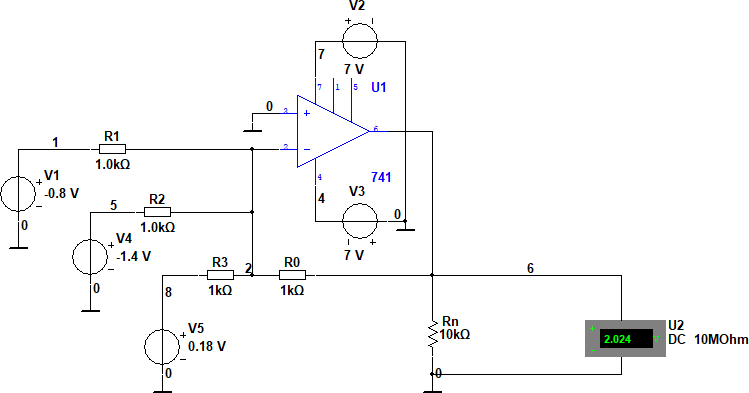 V2
+
7
7 V
7
1
5
U1
0
3
+
6
1
R1
1.0kΩ
2
−
741
V1
-0.8 V
+
0
5
R2
1.0kΩ
4
4
V3
0
+
7 V
V4
-1.4 V
+
0
R3
1kΩ
2
R0
1kΩ
6
8
V5
0.18 V
+
0
Rn
10kΩ
0
U2
DC 10MOhm
+
2.024
-